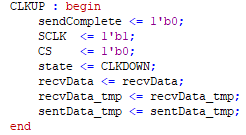 CLKUP : begin
sendComplete <= 1'b0;
SCLK <= 1'b1;
CS <= 1'b0;
state <= CLKDOWN;
recvData <= recvData;
recvData_tmp <= recvData_tmp;
sentData_tmp <= sentData_tmp;
end